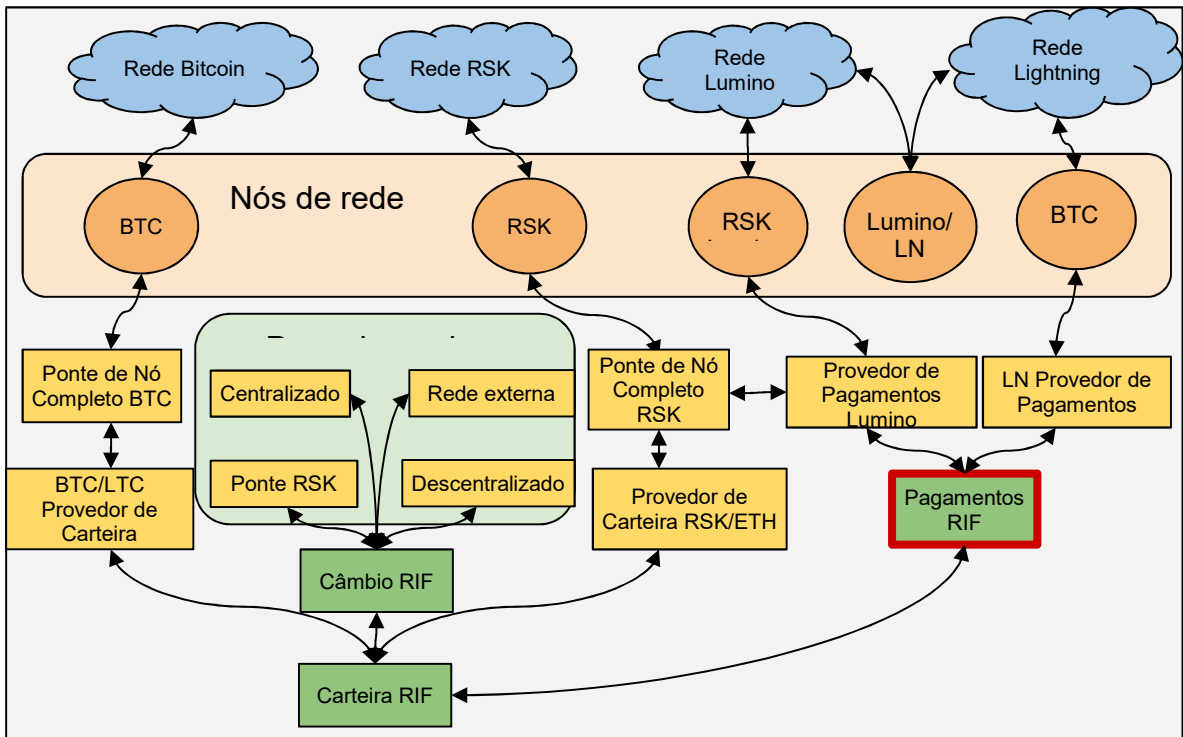 Rede Bitcoin
Rede RSK
Rede
Lumino
Rede
Lightning
Nós de rede
BTC
RSK
RSK
Lumino/
LN
BTC
Ponte de Nó
Completo BTC
Centralizado
Rede externa
Ponte de Nó
Completo
RSK
Provedor de
Pagamentos
Lumino
LN Provedor de
Pagamentos
BTC/LTC
Provedor de
Carteira
Ponte RSK
Descentralizado
Provedor de
Carteira RSK/ETH
Pagamentos
RIF
Câmbio RIF
Carteira RIF